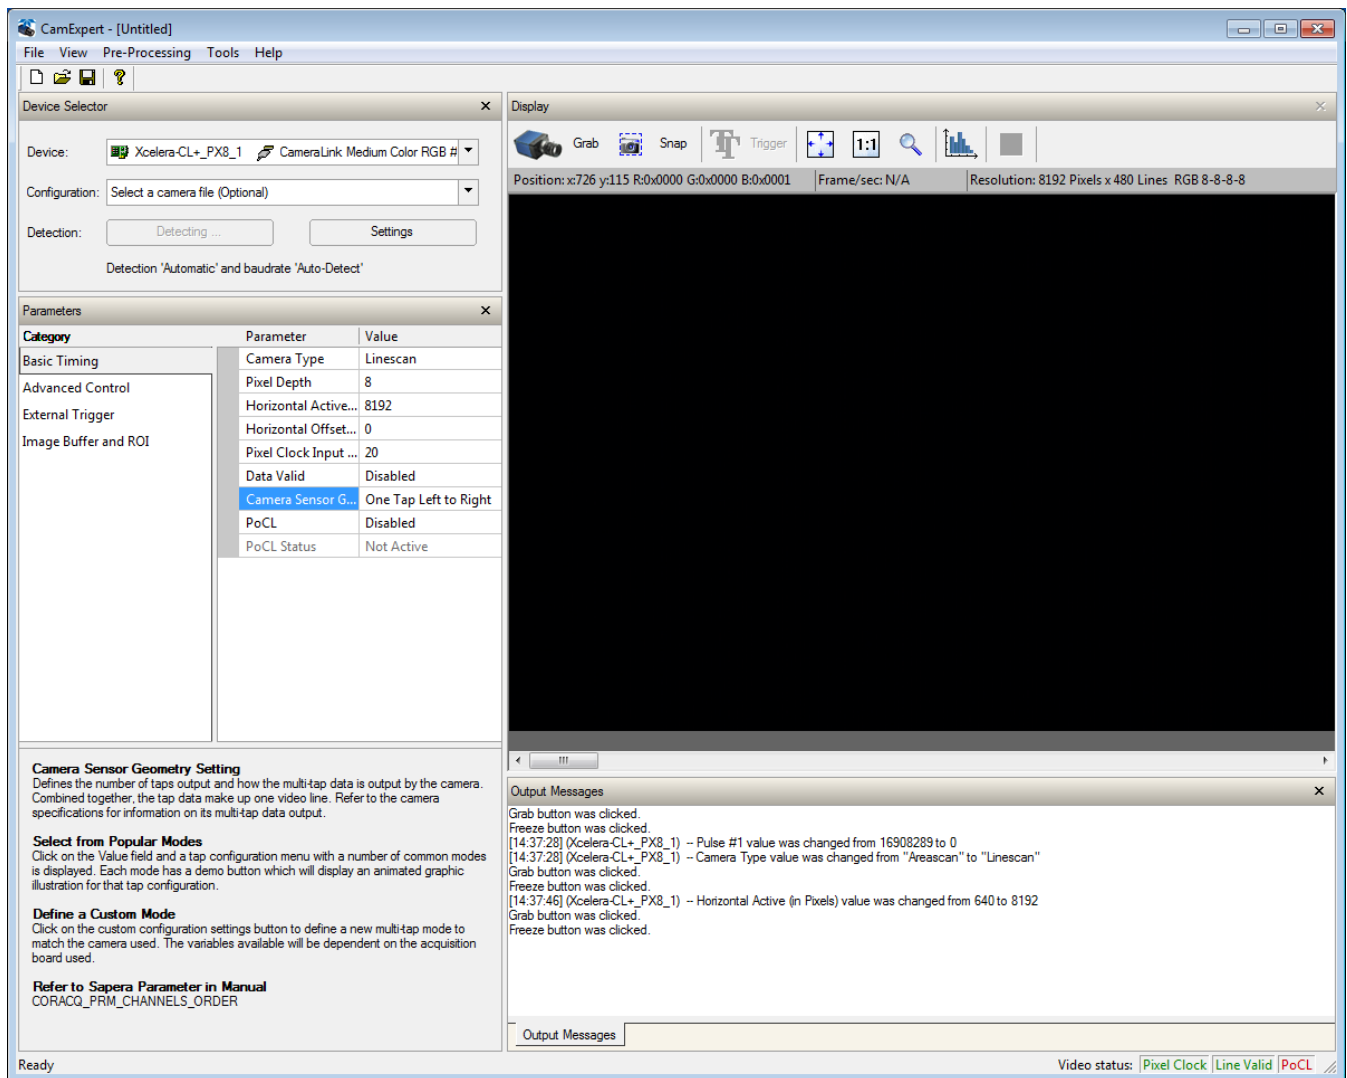 CamExpert - [Untitled]
File View Pre-Processing Tools Help
Device Selector
Device: Xcelera-CL+_PX8_1 CameraLink Medium Color RGB #
Configuration: Select a camera file (Optional)
Detection: Detecting ... Settings
Detection 'Automatic' and baudrate 'Auto-Detect'
Parameters
Category Parameter Value
Basic Timing
Advanced Control
External Trigger
Image Buffer and ROI
Camera Type Linescan
Pixel Depth 8
Horizontal Active... 8192
Horizontal Offset... 0
Pixel Clock Input ... 20
Data Valid Disabled
Camera Sensor G... One Tap Left to Right
PoCL Disabled
PoCL Status Not Active
Camera Sensor Geometry Setting
Defines the number of taps output and how the multi-tap data is output by the camera.
Combined together, the tap data make up one video line. Refer to the camera
specifications for information on its multi-tap data output.
Select from Popular Modes
Click on the Value field and a tap configuration menu with a number of common modes
is displayed. Each mode has a demo button which will display an animated graphic
illustration for that tap configuration.
Define a Custom Mode
Click on the custom configuration settings button to define a new multi-tap mode to
match the camera used. The variables available will be dependent on the acquisition
board used.
Refer to Sapera Parameter in Manual
CORACQ_PRM_CHANNELS_ORDER
Display
Grab Snap Trigger 1:1
Position: x:726 y:115 R:0x0000 G:0x0000 B:0x0001 Frame/sec: N/A Resolution: 8192 Pixels x 480 Lines RGB 8-8-8-8
Output Messages
Grab button was clicked.
Freeze button was clicked.
[14:37:28] (Xcelera-CL+_PX8_1) -- Pulse #1 value was changed from 16908289 to 0
[14:37:28] (Xcelera-CL+_PX8_1) -- Camera Type value was changed from "Areascan" to "Linescan"
Grab button was clicked.
Freeze button was clicked.
[14:37:46] (Xcelera-CL+_PX8_1) -- Horizontal Active (in Pixels) value was changed from 640 to 8192
Grab button was clicked.
Freeze button was clicked.
Output Messages
Ready
Video status: Pixel Clock Line Valid PoCL